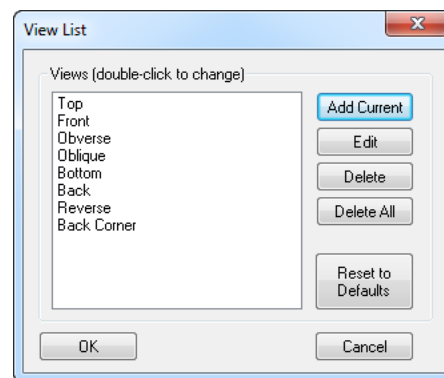 View List
Views (double-click to change)
Top
Front
Obverse
Oblique
Bottom
Back
Reverse
Back Corner
Add Current
Edit
Delete
Delete All
Reset to
Defaults
OK
Cancel